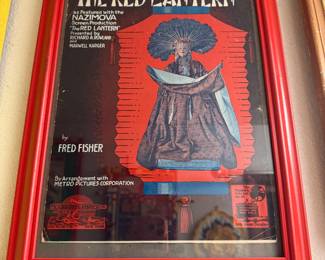 THE RED LANTERN
as Featured with the
NAZIMOVA
Screen Production
"The RED LANTERN"
Presented by
RICHARD A. ROWLAND
and
MAXWELL KARGER
by
FRED FISHER
By Arrangement with
METRO PICTURES CORPORATION